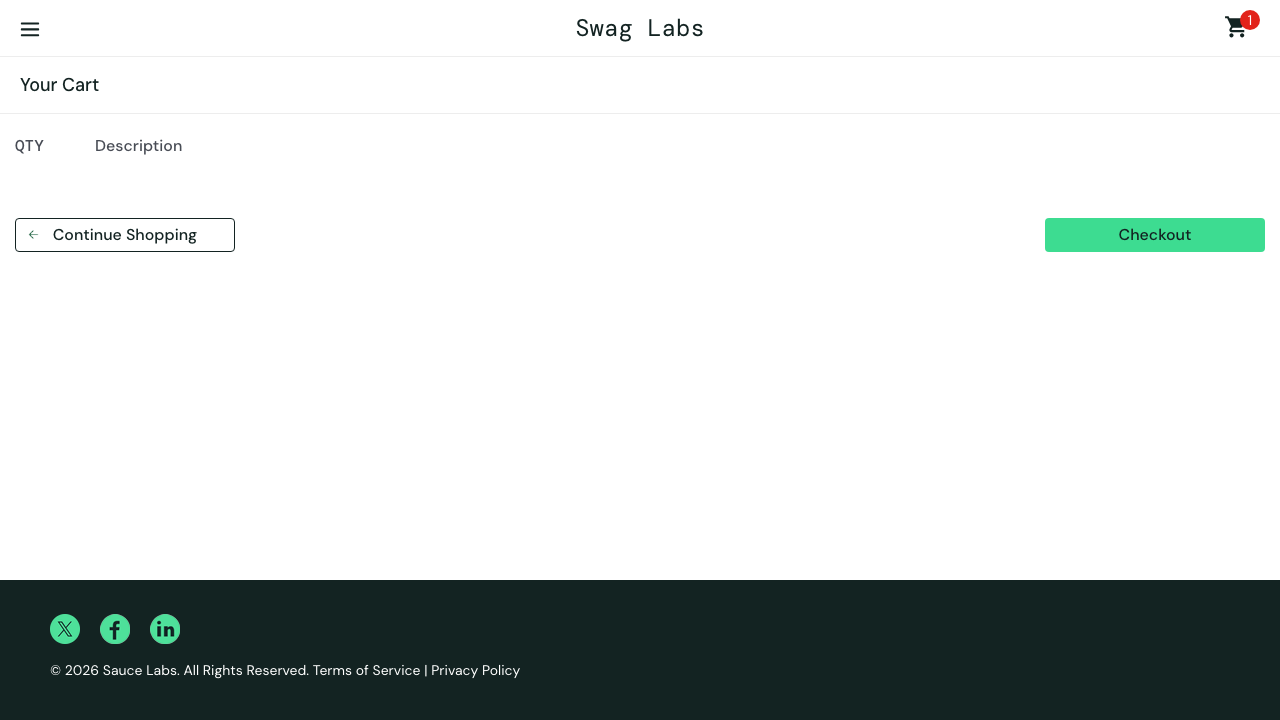 Swag Labs
1
Your Cart
QTY Description
Continue Shopping
Checkout
© 2026 Sauce Labs. All Rights Reserved. Terms of Service | Privacy Policy